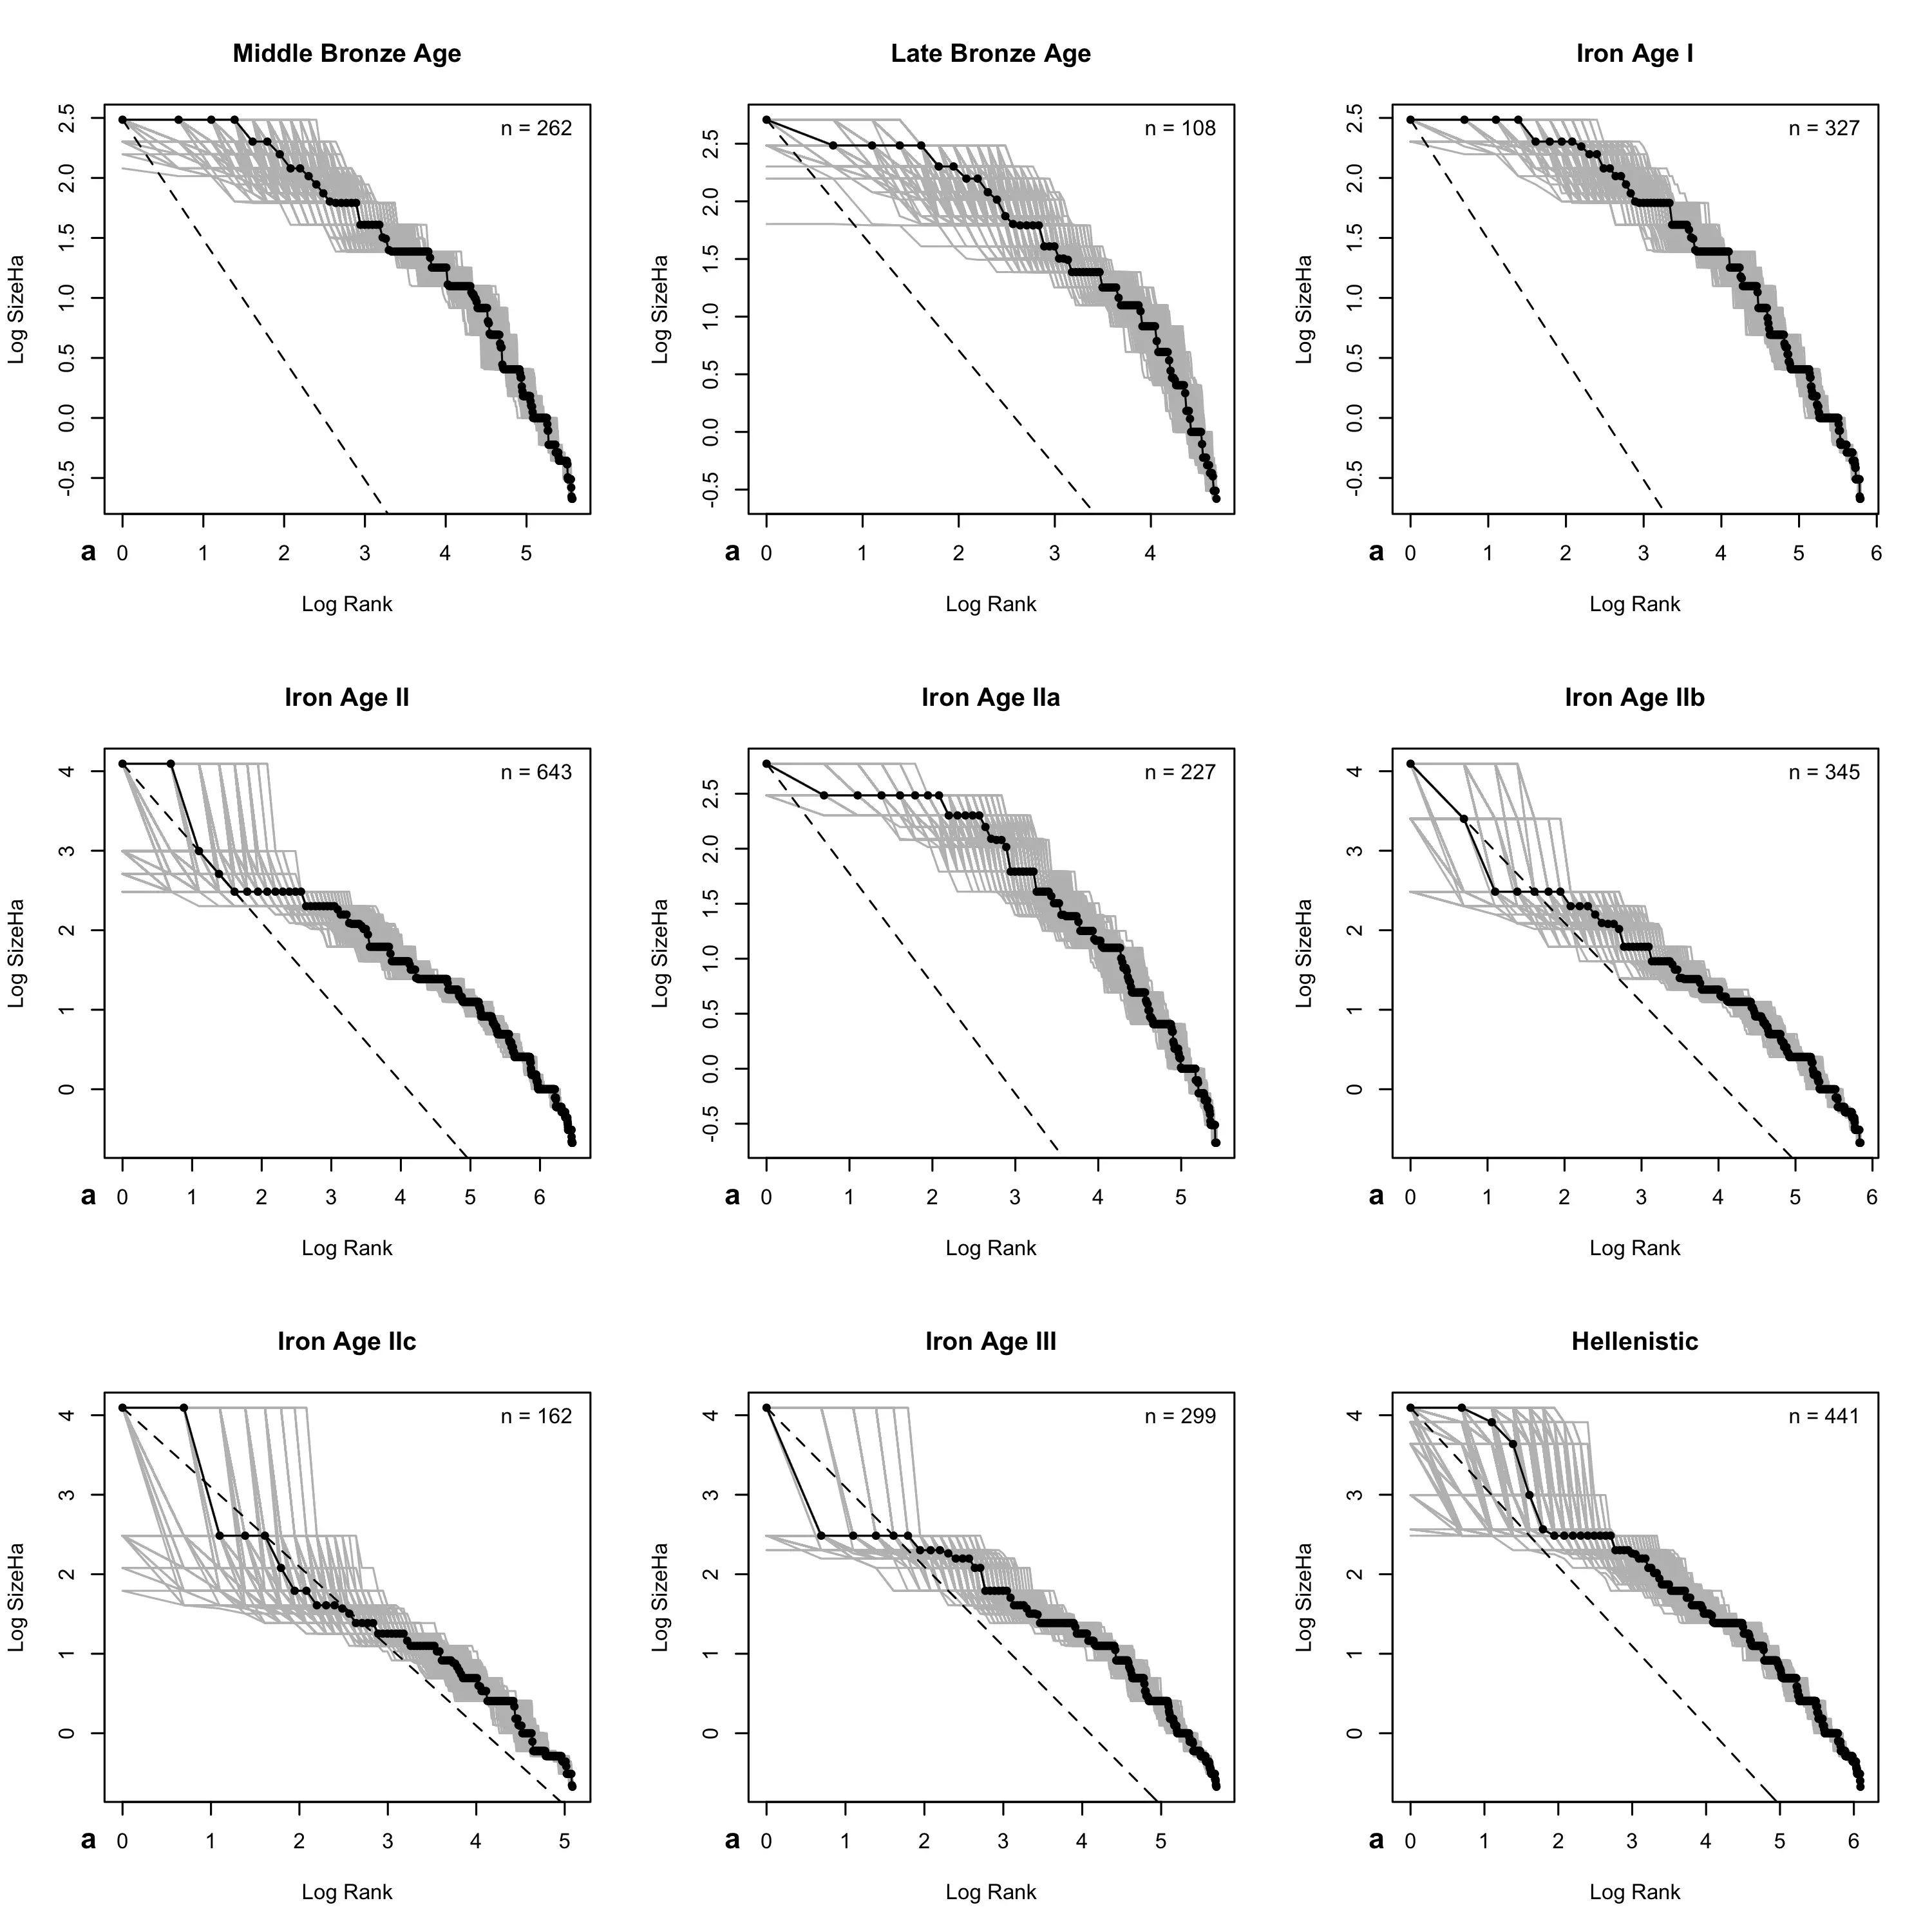 Middle Bronze Age
n = 262
Log SizeHa
2.5
2.0
1.5
1.0
0.5
0.0
-0.5
a 0 1 2 3 4 5
Log Rank
Late Bronze Age
n = 108
Log SizeHa
2.5
2.0
1.5
1.0
0.5
0.0
-0.5
a 0 1 2 3 4
Log Rank
Iron Age I
n = 327
Log SizeHa
2.5
2.0
1.5
1.0
0.5
0.0
-0.5
a 0 1 2 3 4 5 6
Log Rank
Iron Age II
n = 643
Log SizeHa
4
3
2
1
0
a 0 1 2 3 4 5 6
Log Rank
Iron Age IIa
n = 227
Log SizeHa
2.5
2.0
1.5
1.0
0.5
0.0
-0.5
a 0 1 2 3 4 5
Log Rank
Iron Age IIb
n = 345
Log SizeHa
4
3
2
1
0
a 0 1 2 3 4 5 6
Log Rank
Iron Age IIc
n = 162
Log SizeHa
4
3
2
1
0
a 0 1 2 3 4 5
Log Rank
Iron Age III
n = 299
Log SizeHa
4
3
2
1
0
a 0 1 2 3 4 5
Log Rank
Hellenistic
n = 441
Log SizeHa
4
3
2
1
0
a 0 1 2 3 4 5 6
Log Rank